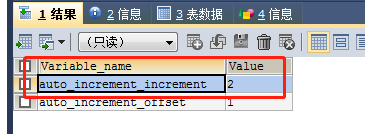 1 结果 2 信息 3 表数据 4 信息
(只读)
Variable_name Value
auto_increment_increment 2
auto_increment_offset 1